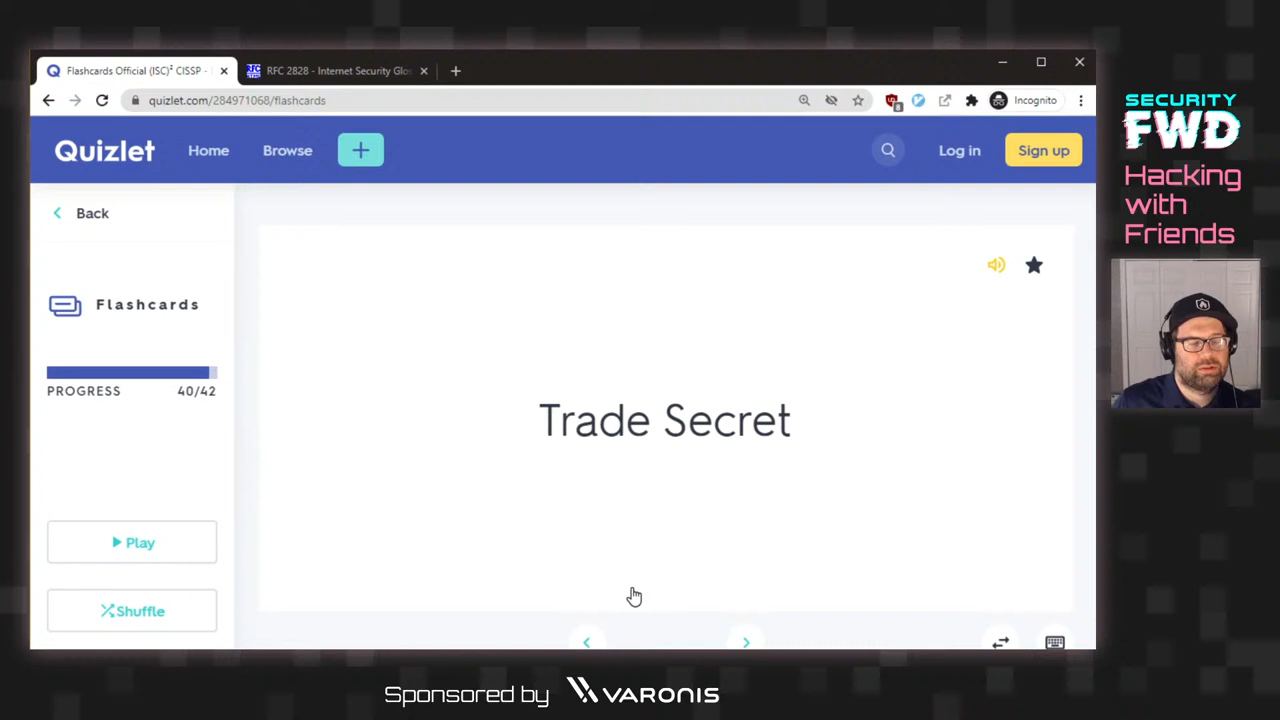 Flashcards Official (ISC)² CISSP -
RFC 2828 - Internet Security Glos
quizlet.com/284971068/flashcards
8
Incognito
Quizlet
Home
Browse
Log in
Sign up
Back
Flashcards
PROGRESS 40/42
Play
Shuffle
Trade Secret
SECURITY
FWD
Hacking
with
Friends
Sponsored by VARONIS